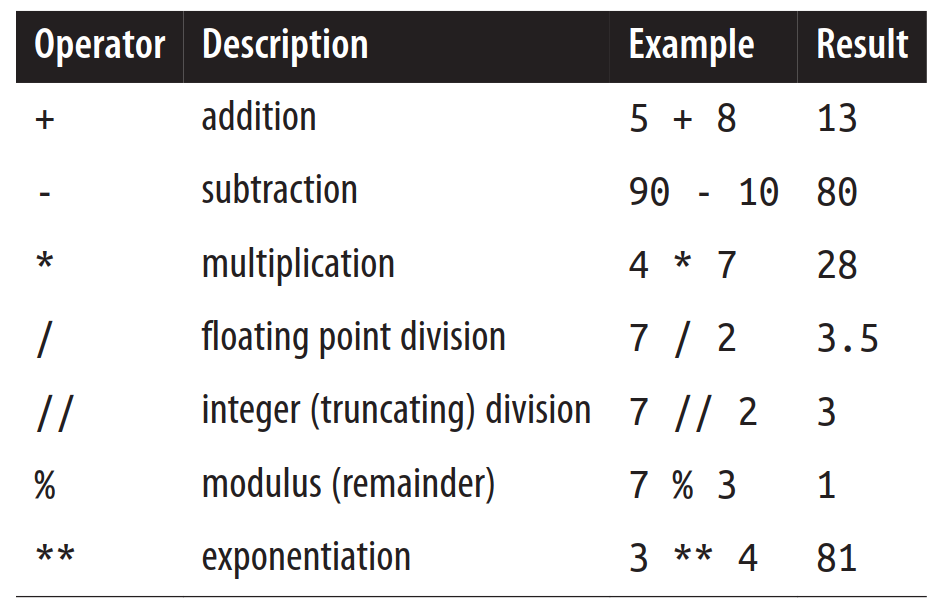 Operator Description Example Result
+ addition 5 + 8 13
- subtraction 90 - 10 80
* multiplication 4 * 7 28
/ floating point division 7 / 2 3.5
// integer (truncating) division 7 // 2 3
% modulus (remainder) 7 % 3 1
** exponentiation 3 ** 4 81